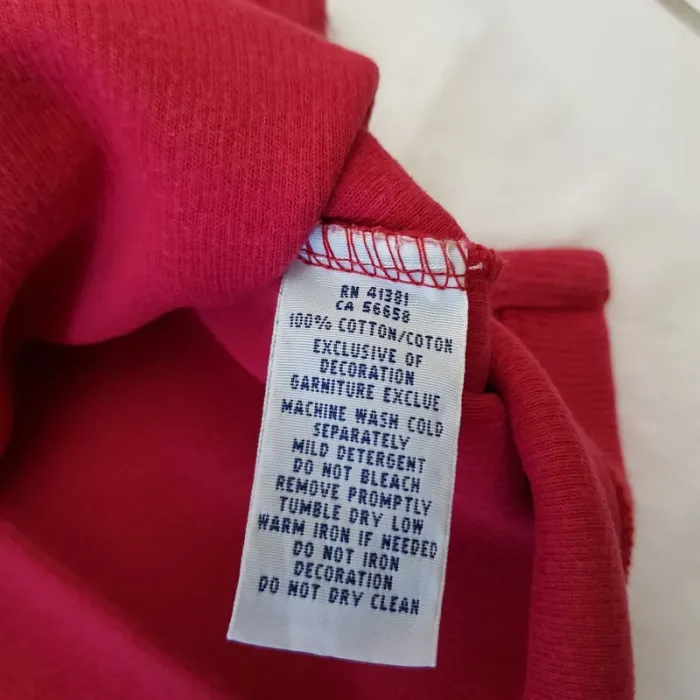 RN 41381
CA 56658
100% COTTON/COTON
EXCLUSIVE OF
DECORATION
GARNITURE EXCLUE
MACHINE WASH COLD
SEPARATELY
MILD DETERGENT
DO NOT BLEACH
REMOVE PROMPTLY
TUMBLE DRY LOW
WARM IRON IF NEEDED
DO NOT IRON
DECORATION
DO NOT DRY CLEAN